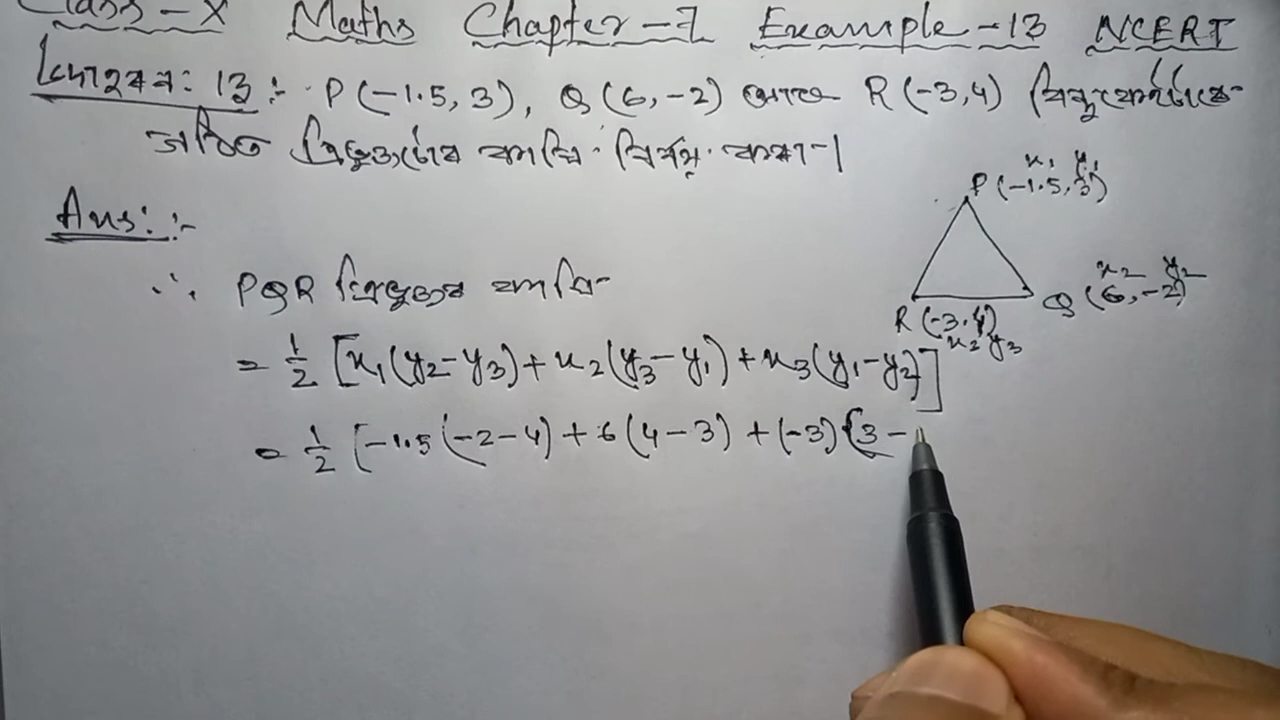 Class - X Maths Chapter - 7 Example - 13 NCERT
উদাহৰণ: 13 :- P(-1.5, 3), Q(6, -2) আৰু R(-3, 4)
গঠিত ত্ৰিভুজটোৰ কালি নিৰ্ণয় কৰা।
P(-1.5, 3)
x₁ y₁
Q(6, -2)
x₂ y₂
R(-3, 4)
x₃ y₃
Ans: :-
∴ PQR ত্ৰিভুজৰ কালি
= 1/2 [x₁(y₂-y₃) + x₂(y₃-y₁) + x₃(y₁-y₂)]
= 1/2 [-1.5(-2-4) + 6(4-3) + (-3){3-